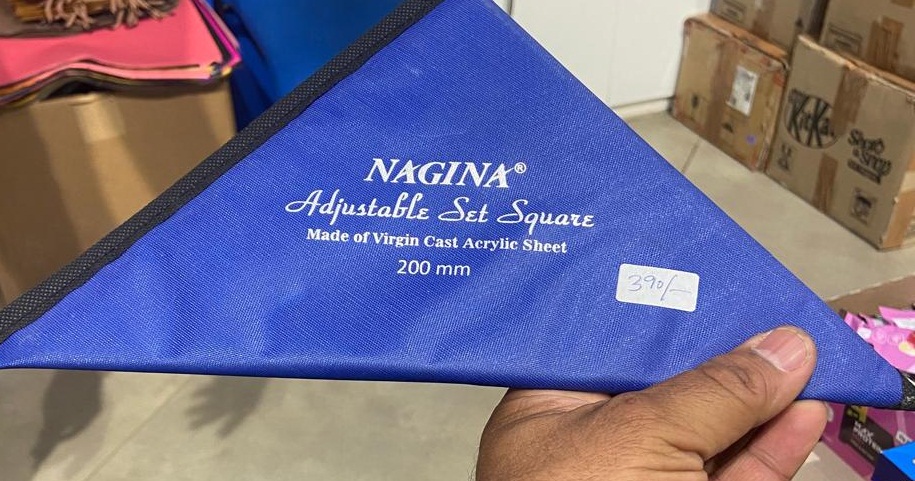 NAGINA®
Adjustable Set Square
Made of Virgin Cast Acrylic Sheet
200 mm
390/-
KitKat